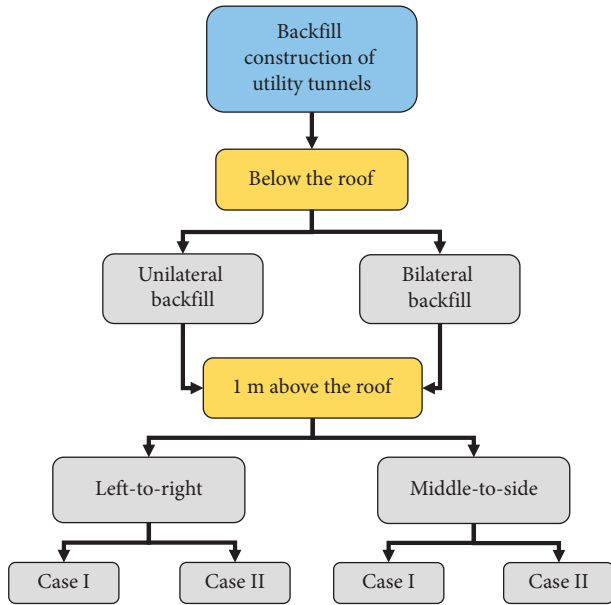 Backfill
construction of
utility tunnels
Below the roof
Unilateral
backfill
Bilateral
backfill
1 m above the roof
Left-to-right
Middle-to-side
Case I
Case II
Case I
Case II